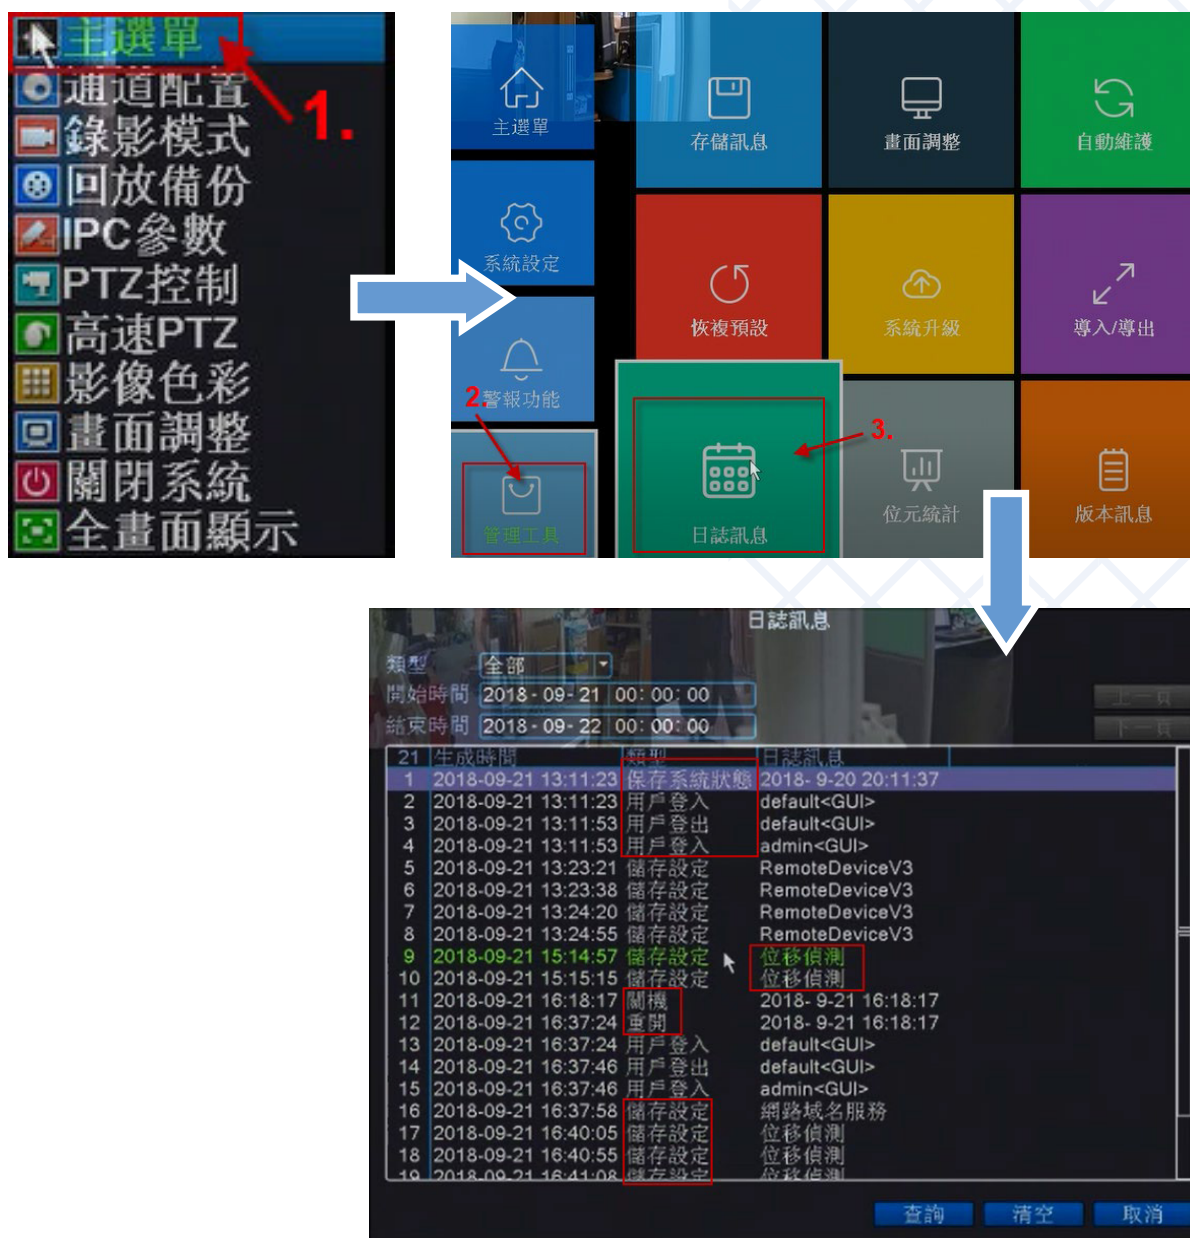 主選單
通道配置
錄影模式
回放備份
IPC參數
PTZ控制
高速PTZ
影像色彩
畫面調整
關閉系統
全畫面顯示
1.
主選單
系統設定
警報功能
管理工具
2.
存儲訊息
畫面調整
自動維護
恢複預設
系統升級
導入/導出
日誌訊息
位元統計
版本訊息
3.
日誌訊息
類型 全部
開始時間 2018-09-21 00:00:00
結束時間 2018-09-22 00:00:00
上一頁
下一頁
21 生成時間 類型 日誌訊息
1 2018-09-21 13:11:23 保存系統狀態 2018- 9-20 20:11:37
2 2018-09-21 13:11:23 用戶登入 default<GUI>
3 2018-09-21 13:11:53 用戶登出 default<GUI>
4 2018-09-21 13:11:53 用戶登入 admin<GUI>
5 2018-09-21 13:23:21 儲存設定 RemoteDeviceV3
6 2018-09-21 13:23:38 儲存設定 RemoteDeviceV3
7 2018-09-21 13:24:20 儲存設定 RemoteDeviceV3
8 2018-09-21 13:24:55 儲存設定 RemoteDeviceV3
9 2018-09-21 15:14:57 儲存設定 位移偵測
10 2018-09-21 15:15:15 儲存設定 位移偵測
11 2018-09-21 16:18:17 關機 2018- 9-21 16:18:17
12 2018-09-21 16:37:24 重開 2018- 9-21 16:18:17
13 2018-09-21 16:37:24 用戶登入 default<GUI>
14 2018-09-21 16:37:46 用戶登出 default<GUI>
15 2018-09-21 16:37:46 用戶登入 admin<GUI>
16 2018-09-21 16:37:58 儲存設定 網路域名服務
17 2018-09-21 16:40:05 儲存設定 位移偵測
18 2018-09-21 16:40:55 儲存設定 位移偵測
19 2018-09-21 16:41:08 儲存設定 位移偵測
查詢 清空 取消